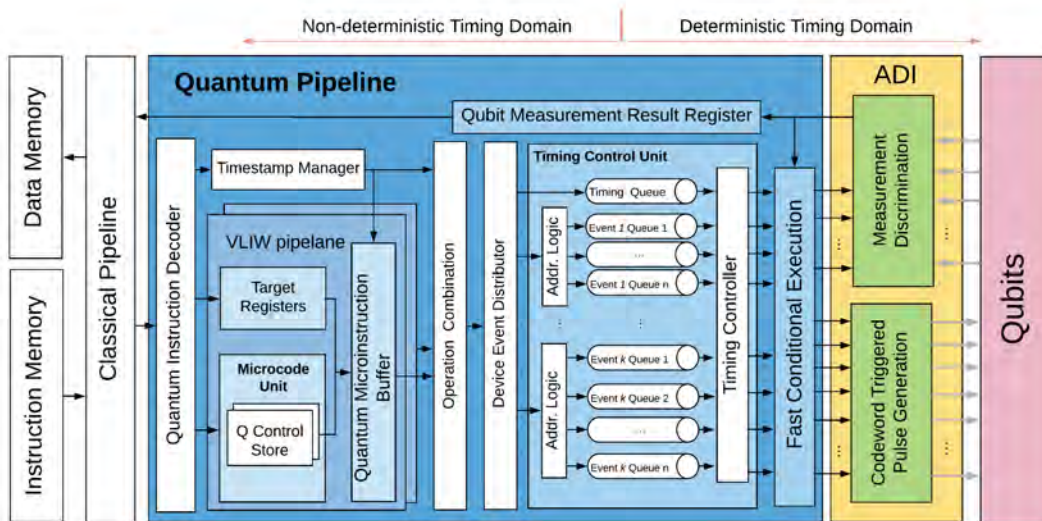 Non-deterministic Timing Domain
Deterministic Timing Domain
Data Memory
Instruction Memory
Classical Pipeline
Quantum Pipeline
Qubit Measurement Result Register
Quantum Instruction Decoder
Timestamp Manager
VLIW pipelane
Target
Registers
Microcode
Unit
Q Control
Store
Quantum Microinstruction
Buffer
Operation Combination
Device Event Distributor
Timing Control Unit
Timing Queue
Addr. Logic
Event 1 Queue 1
...
Event 1 Queue n
...
...
Addr. Logic
Event k Queue 1
Event k Queue 2
...
Event k Queue n
Timing Controller
Fast Conditional Execution
...
...
ADI
Measurement
Discrimination
Codeword Triggered
Pulse Generation
...
...
Qubits